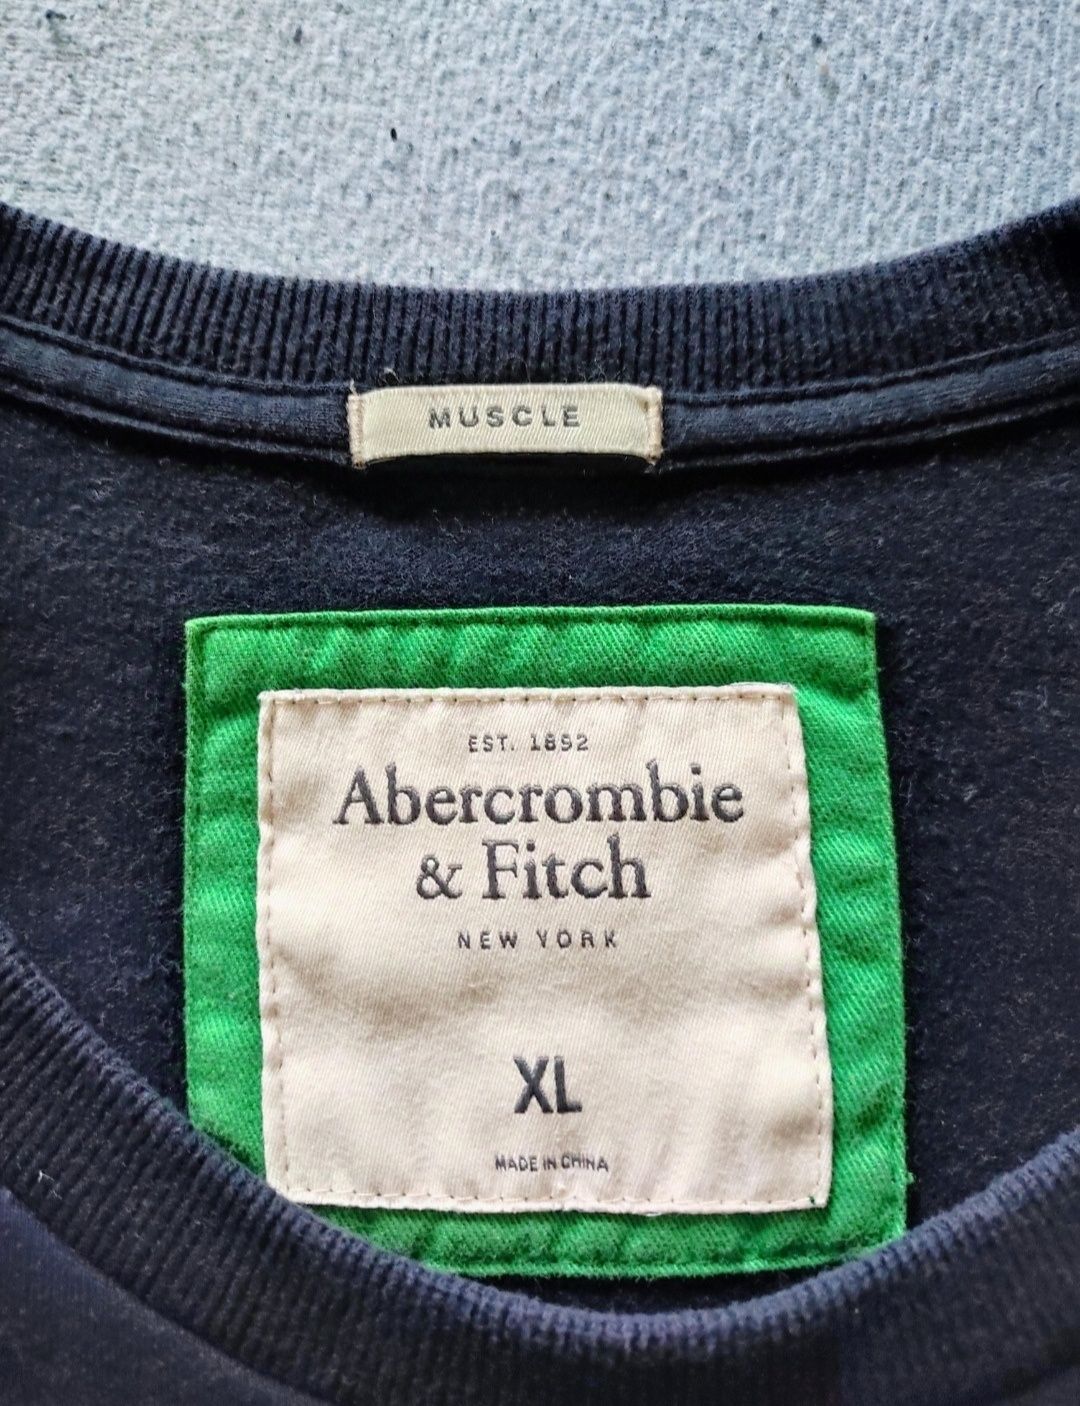 MUSCLE
EST. 1892
Abercrombie
& Fitch
NEW YORK
XL
MADE IN CHINA